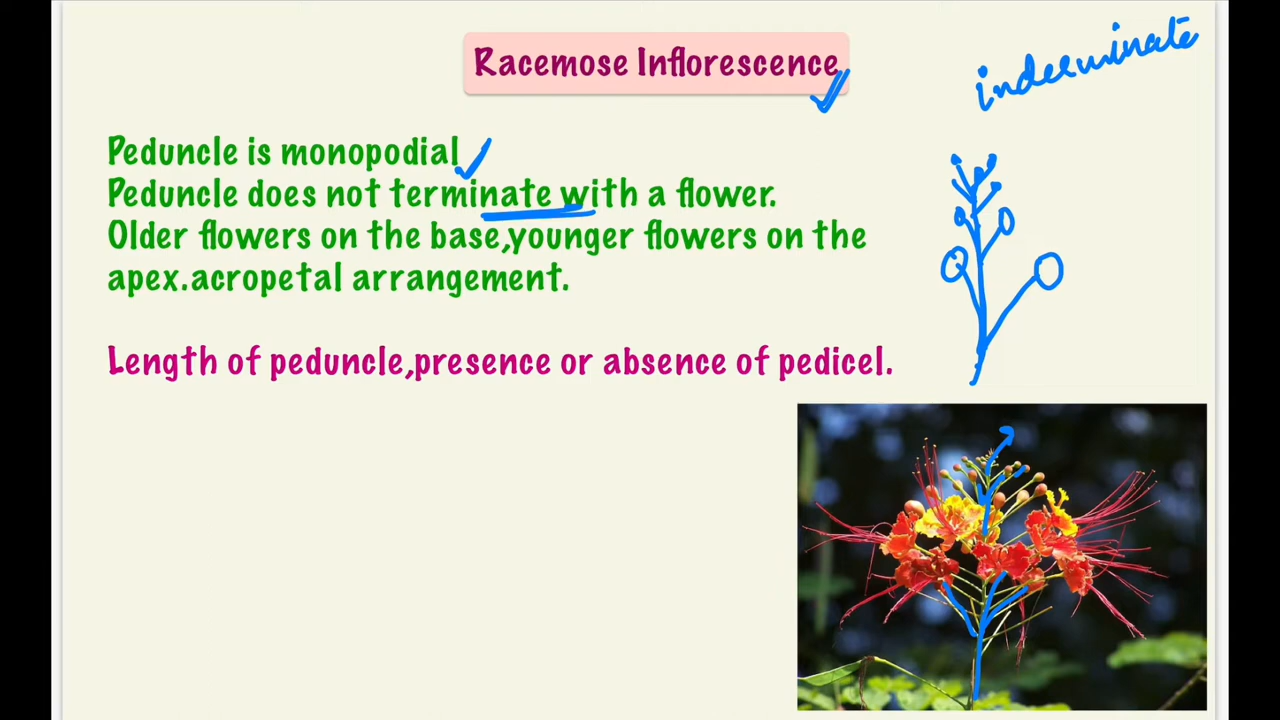 Racemose Inflorescence
inderminate
Peduncle is monopodial
Peduncle does not terminate with a flower.
Older flowers on the base,younger flowers on the
apex.acropetal arrangement.
Length of peduncle,presence or absence of pedicel.